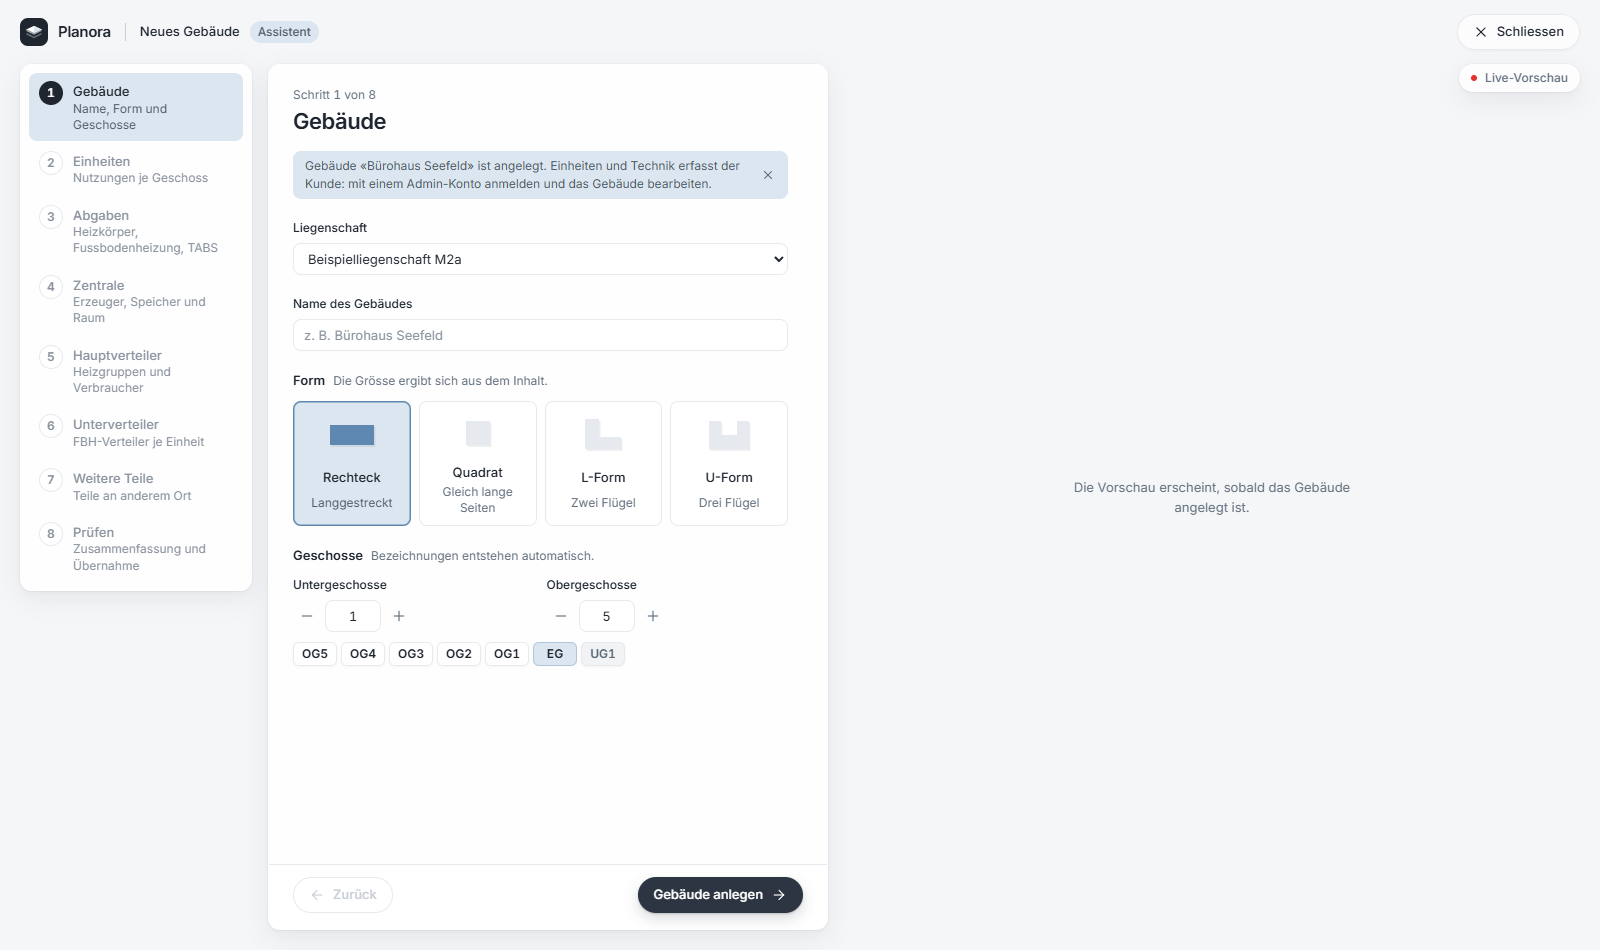 Planora
Neues Gebäude
Assistent
Schliessen
1
Gebäude
Name, Form und
Geschosse
2
Einheiten
Nutzungen je Geschoss
3
Abgaben
Heizkörper,
Fussbodenheizung, TABS
4
Zentrale
Erzeuger, Speicher und
Raum
5
Hauptverteiler
Heizgruppen und
Verbraucher
6
Unterverteiler
FBH-Verteiler je Einheit
7
Weitere Teile
Teile an anderem Ort
8
Prüfen
Zusammenfassung und
Übernahme
Schritt 1 von 8
Gebäude
Gebäude «Bürohaus Seefeld» ist angelegt. Einheiten und Technik erfasst der
Kunde: mit einem Admin-Konto anmelden und das Gebäude bearbeiten.
Liegenschaft
Beispielliegenschaft M2a
Name des Gebäudes
z. B. Bürohaus Seefeld
Form Die Grösse ergibt sich aus dem Inhalt.
Rechteck
Langgestreckt
Quadrat
Gleich lange
Seiten
L-Form
Zwei Flügel
U-Form
Drei Flügel
Geschosse Bezeichnungen entstehen automatisch.
Untergeschosse
1
Obergeschosse
5
OG5 OG4 OG3 OG2 OG1 EG UG1
Zurück
Gebäude anlegen
Live-Vorschau
Die Vorschau erscheint, sobald das Gebäude
angelegt ist.